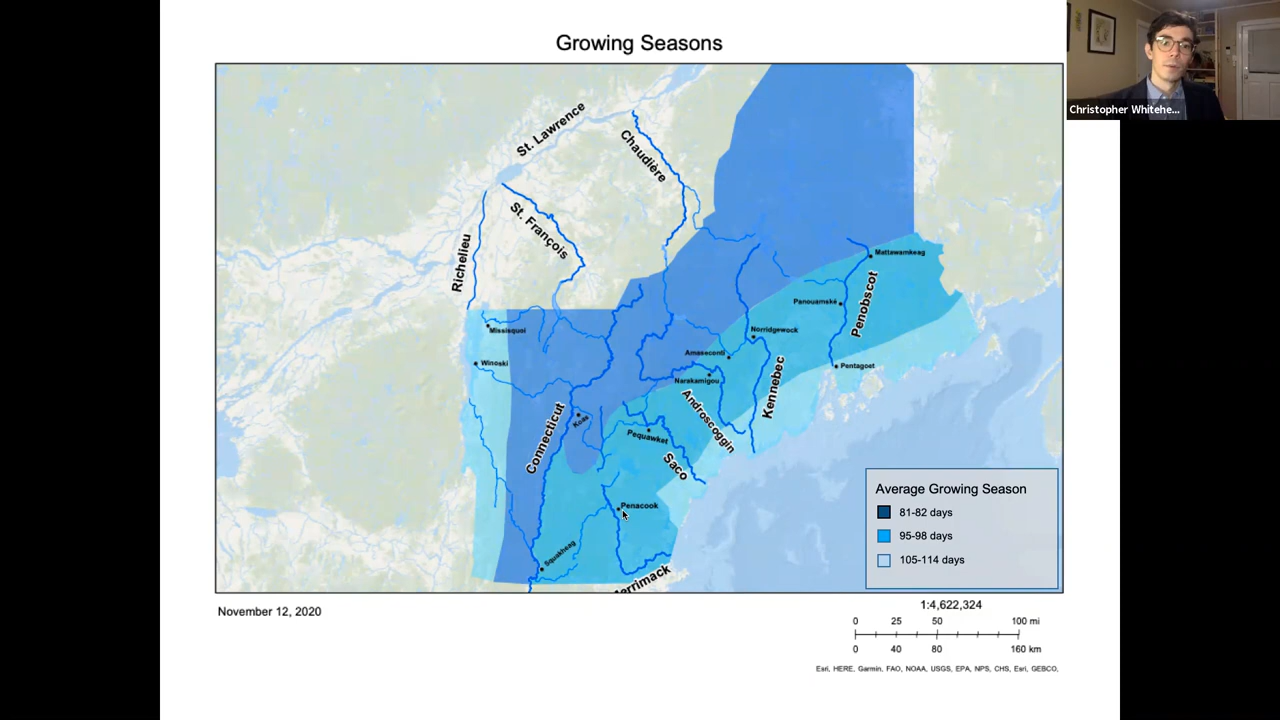 Growing Seasons
Christopher Whitehe...
St. Lawrence
Chaudière
St. François
Richelieu
Mattawamkeag
Panouamské
Penobscot
Missisquoi
Norridgewock
Amaseconti
Winoski
Pentagoet
Narakamigou
Kennebec
Androscoggin
Connecticut
Koas
Pequawket
Saco
Penacook
Squakheag
Merrimack
Average Growing Season
81-82 days
95-98 days
105-114 days
November 12, 2020
1:4,622,324
0 25 50 100 mi
0 40 80 160 km
Esri, HERE, Garmin, FAO, NOAA, USGS, EPA, NPS, CHS, Esri, GEBCO,